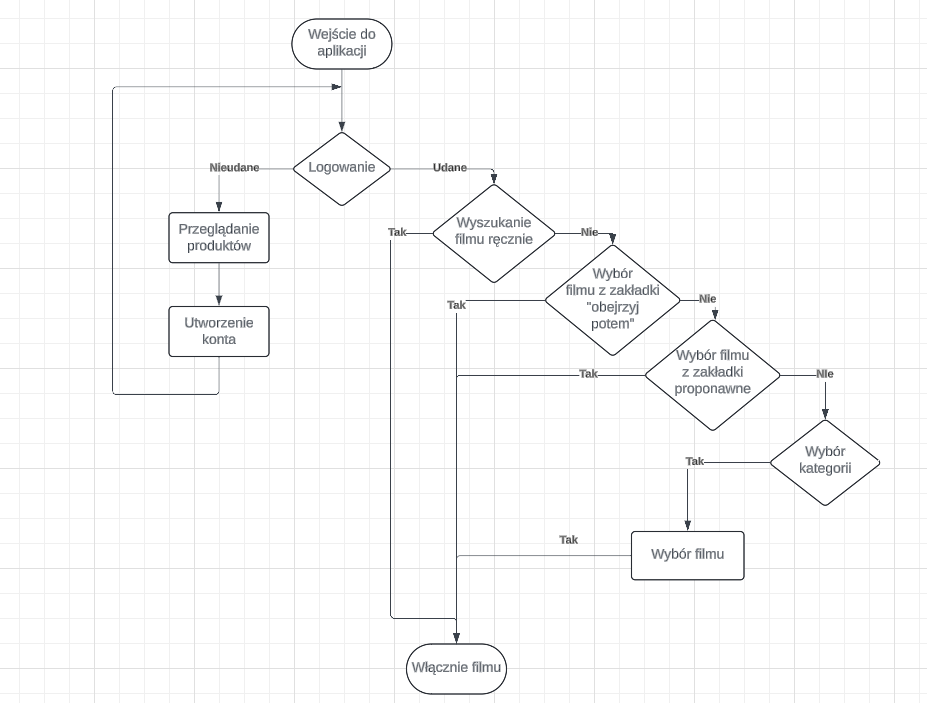 Wejście do
aplikacji
Logowanie
Nieudane
Udane
Przeglądanie
produktów
Utworzenie
konta
Wyszukanie
filmu ręcznie
Tak
Nie
Wybór
filmu z zakładki
"obejrzyj
potem"
Tak
Nie
Wybór filmu
z zakładki
proponawne
Tak
NIe
Wybór
kategorii
Tak
Wybór filmu
Tak
Włącznie filmu